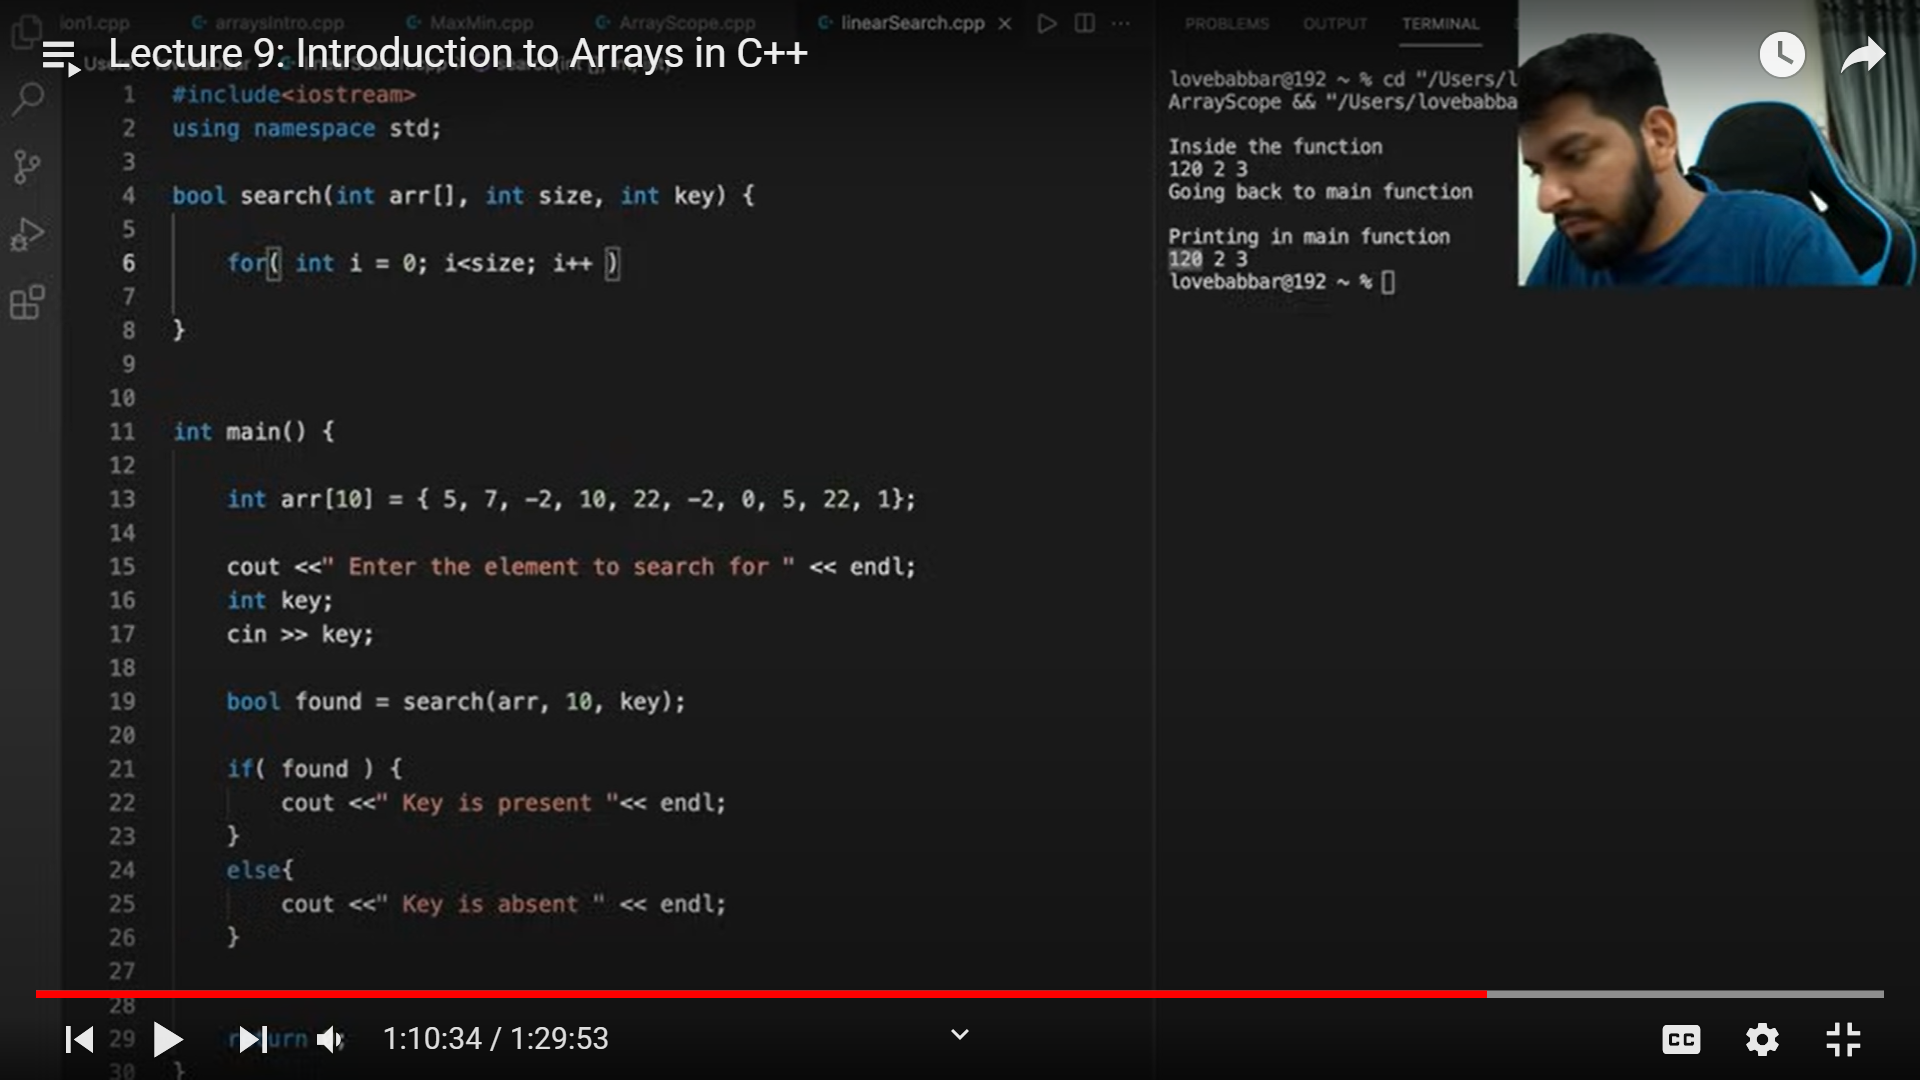 ion1.cpp arraysIntro.cpp MaxMin.cpp ArrayScope.cpp linearSearch.cpp
PROBLEMS OUTPUT TERMINAL
Lecture 9: Introduction to Arrays in C++
1 #include<iostream>
2 using namespace std;
3
4 bool search(int arr[], int size, int key) {
5
6 for( int i = 0; i<size; i++ )
7
8 }
9
10
11 int main() {
12
13 int arr[10] = { 5, 7, -2, 10, 22, -2, 0, 5, 22, 1};
14
15 cout <<" Enter the element to search for " << endl;
16 int key;
17 cin >> key;
18
19 bool found = search(arr, 10, key);
20
21 if( found ) {
22 cout <<" Key is present "<< endl;
23 }
24 else{
25 cout <<" Key is absent " << endl;
26 }
27
28
29
30 }
lovebabbar@192 ~ % cd "/Users/l
ArrayScope && "/Users/lovebabba
Inside the function
120 2 3
Going back to main function
Printing in main function
120 2 3
lovebabbar@192 ~ %
1:10:34 / 1:29:53
CC